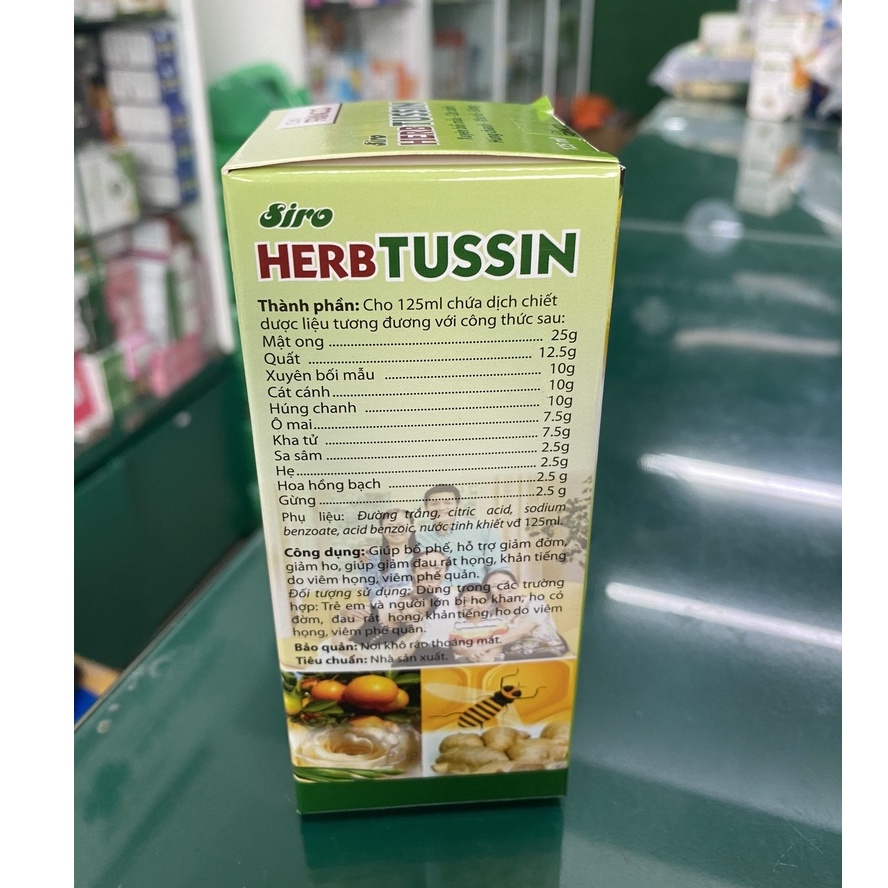 Siro
HERBTUSSIN
Siro
HERBTUSSIN
Thành phần: Cho 125ml chứa dịch chiết
dược liệu tương đương với công thức sau:
Mật ong 25g
Quất 12.5g
Xuyên bối mẫu 10g
Cát cánh 10g
Húng chanh 10g
Ô mai 7.5g
Kha tử 7.5g
Sa sâm 2.5g
Hẹ 2.5g
Hoa hồng bạch 2.5 g
Gừng 2.5 g
Phụ liệu: Đường trắng, citric acid, sodium
benzoate, acid benzoic, nước tinh khiết vđ 125ml.
Công dụng: Giúp bổ phế, hỗ trợ giảm đờm,
giảm ho, giúp giảm đau rát họng, khản tiếng
do viêm họng, viêm phế quản.
Đối tượng sử dụng: Dùng trong các trường
hợp: Trẻ em và người lớn bị ho khan, ho có
đờm, đau rát họng, khản tiếng, ho do viêm
họng, viêm phế quản.
Bảo quản: Nơi khô ráo thoáng mát.
Tiêu chuẩn: Nhà sản xuất.